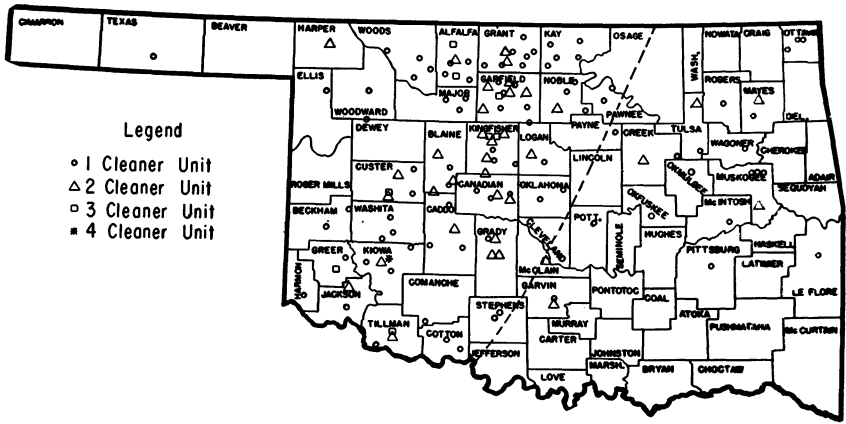 CIMARRON
TEXAS
BEAVER
HARPER
WOODS
ALFALFA
GRANT
KAY
OSAGE
NOWATA
CRAIG
OTTAWA
WASH.
ELLIS
WOODWARD
MAJOR
GARFIELD
NOBLE
PAWNEE
ROGERS
MAYES
DEL.
DEWEY
BLAINE
KINGFISHER
LOGAN
PAYNE
CREEK
TULSA
WAGONER
CHEROKEE
ADAIR
Legend
1 Cleaner Unit
2 Cleaner Unit
3 Cleaner Unit
4 Cleaner Unit
ROGER MILLS
CUSTER
CANADIAN
OKLAHOMA
LINCOLN
OKFUSKEE
OKMULGEE
MUSKOGEE
SEQUOYAH
McINTOSH
BECKHAM
WASHITA
CADDO
GRADY
CLEVELAND
POTT.
SEMINOLE
HUGHES
PITTSBURG
HASKELL
LATIMER
LE FLORE
GREER
KIOWA
HARMON
JACKSON
COMANCHE
McCLAIN
GARVIN
PONTOTOC
COAL
ATOKA
PUSHMATAHA
McCURTAIN
TILLMAN
COTTON
STEPHENS
MURRAY
CARTER
JOHNSTON
JEFFERSON
LOVE
MARSH.
BRYAN
CHOCTAW